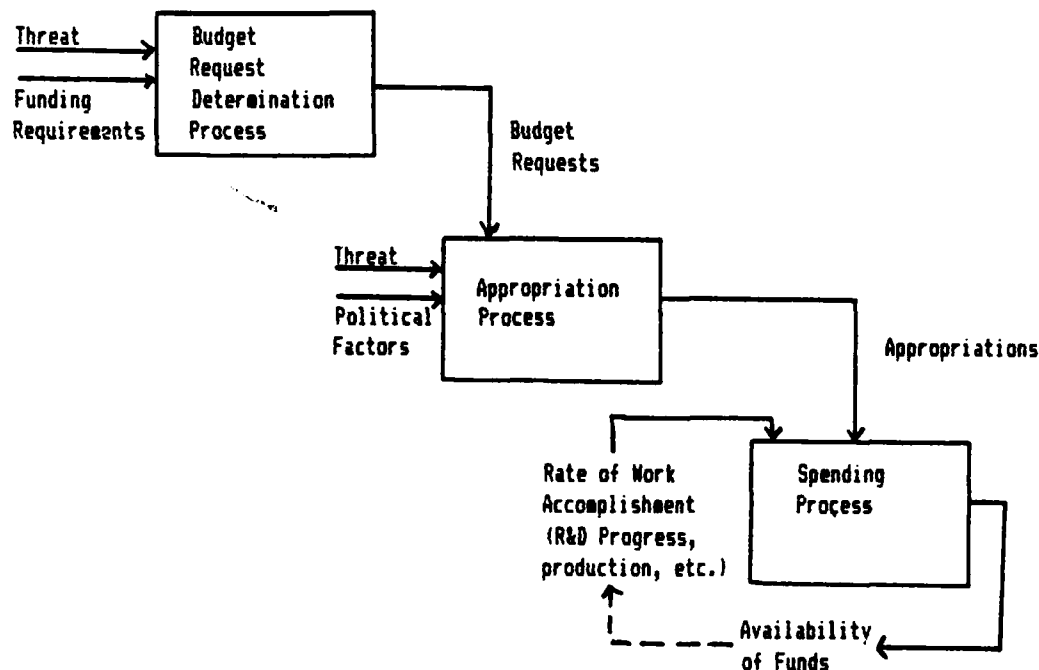 Threat
Funding
Requirements
Budget
Request
Determination
Process
Budget
Requests
Threat
Political
Factors
Appropriation
Process
Appropriations
Rate of Work
Accomplishment
(R&D Progress,
production, etc.)
Spending
Process
Availability
of Funds